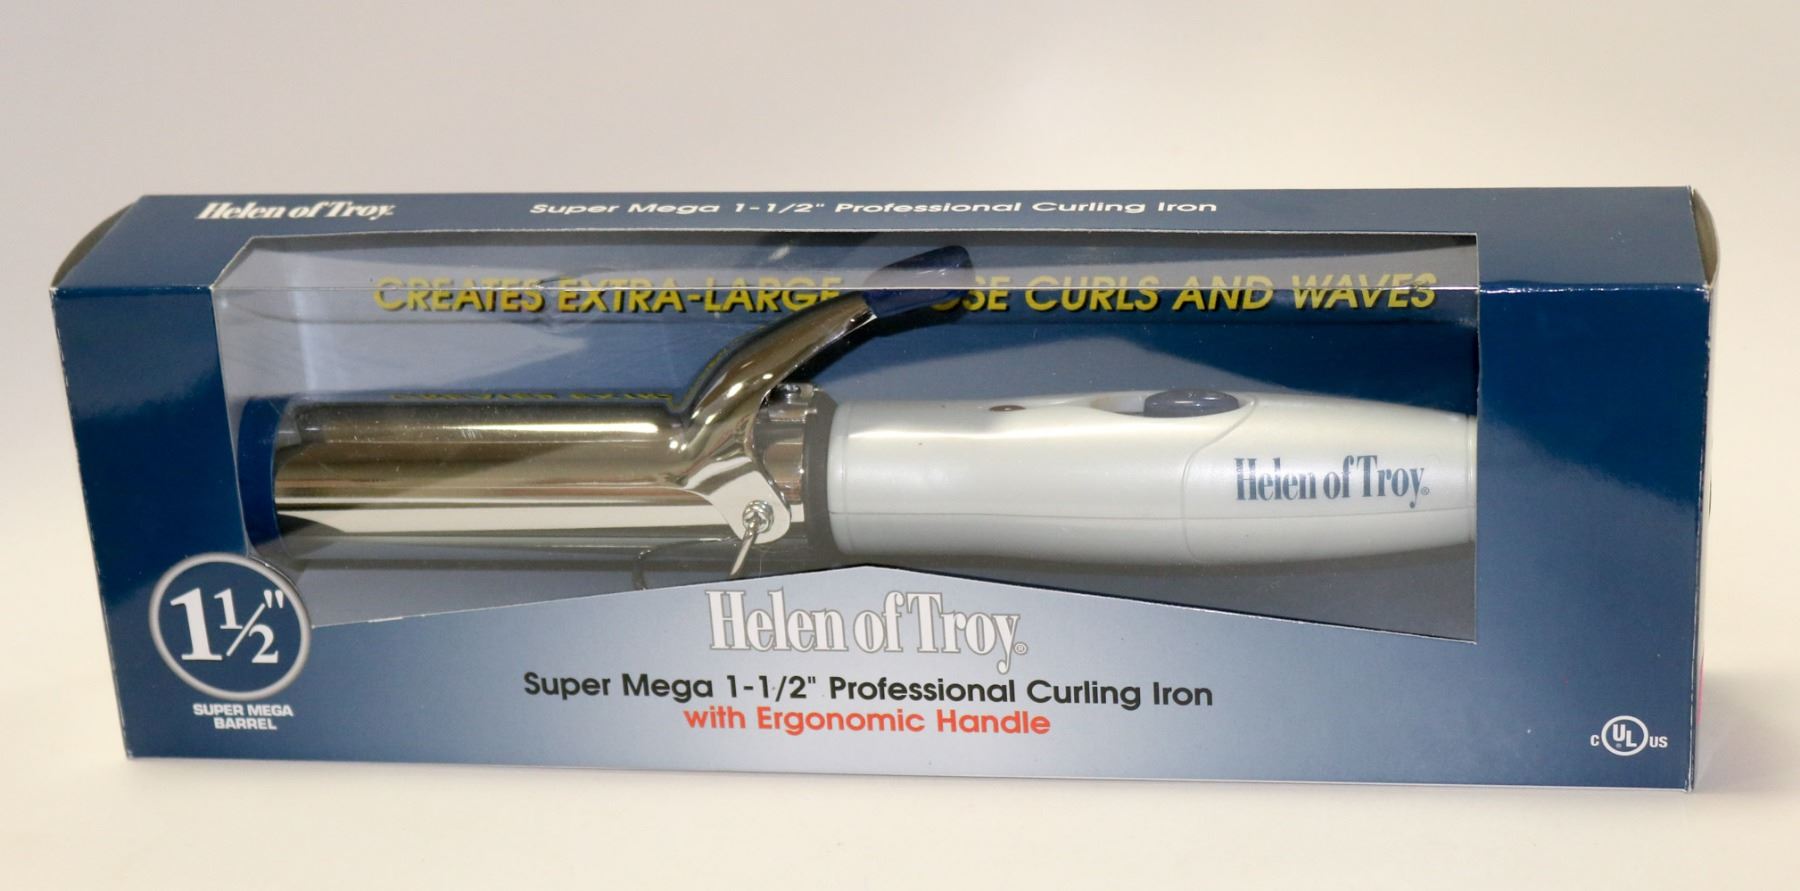 Helen of Troy.
Super Mega 1-1/2" Professional Curling Iron
CREATES EXTRA-LARGE CURLS AND WAVES
Helen of Troy®
1½"
SUPER MEGA
BARREL
Helen of Troy®
Super Mega 1-1/2" Professional Curling Iron
with Ergonomic Handle
C UL® US